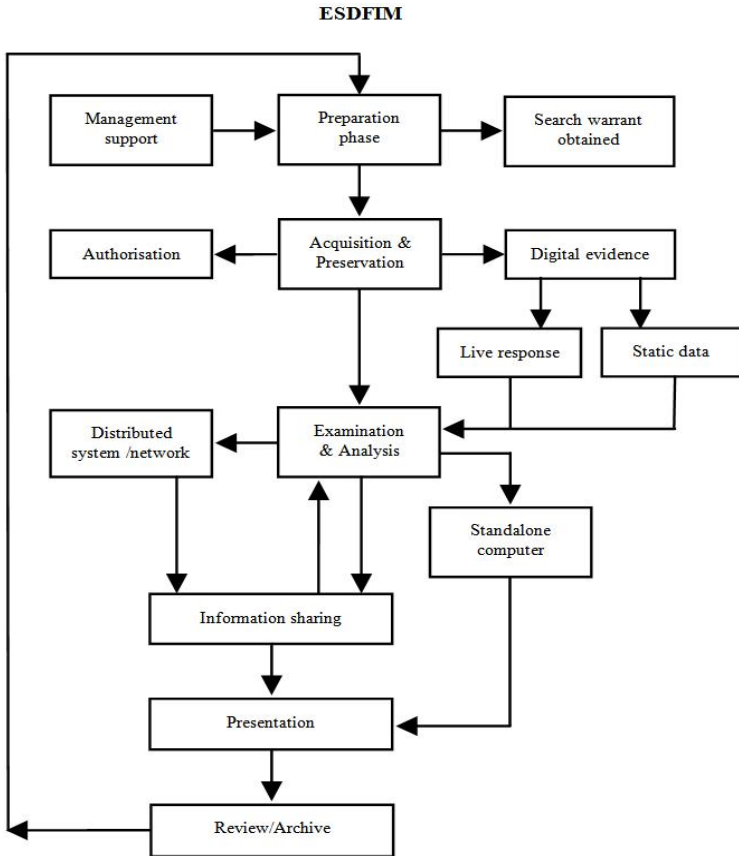 ESDFIM
Management
support
Preparation
phase
Search warrant
obtained
Authorisation
Acquisition &
Preservation
Digital evidence
Live response
Static data
Distributed
system /network
Examination
& Analysis
Standalone
computer
Information sharing
Presentation
Review/Archive